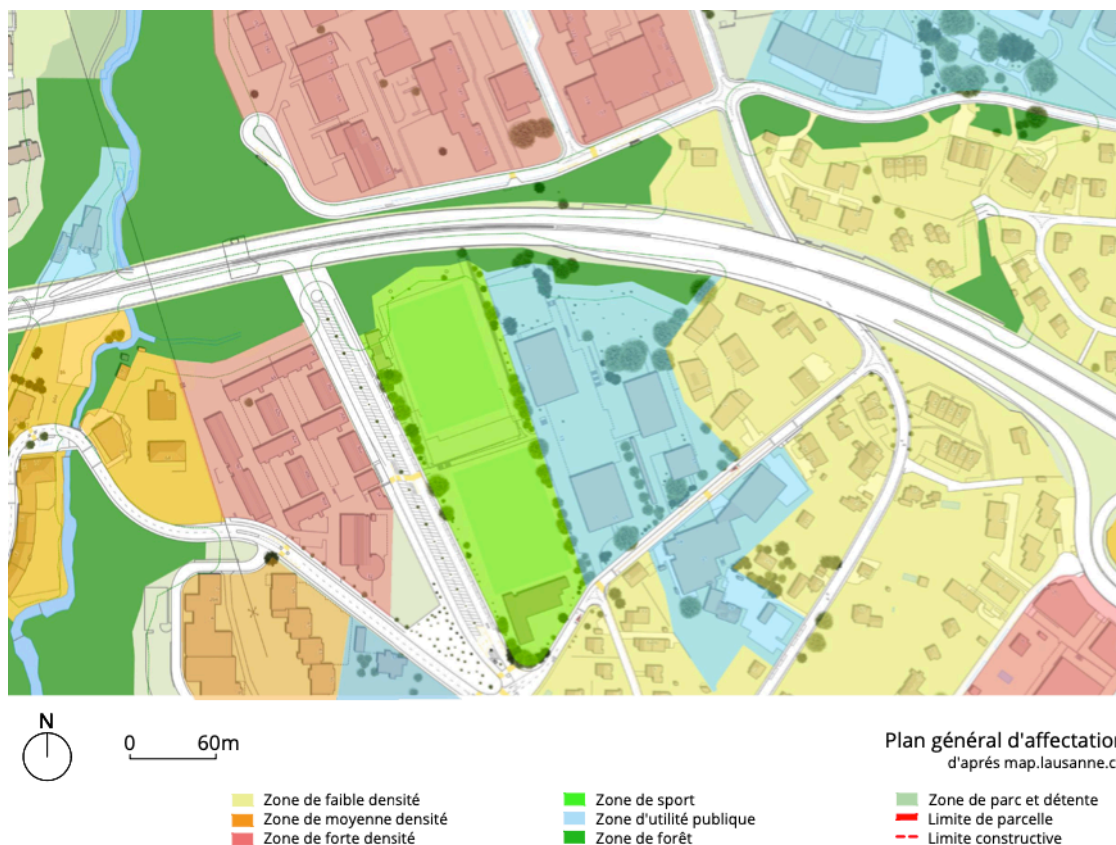 N
0 60m
Plan général d'affectation
d'aprés map.lausanne.c
Zone de faible densité
Zone de moyenne densité
Zone de forte densité
Zone de sport
Zone d'utilité publique
Zone de forêt
Zone de parc et détente
Limite de parcelle
Limite constructive